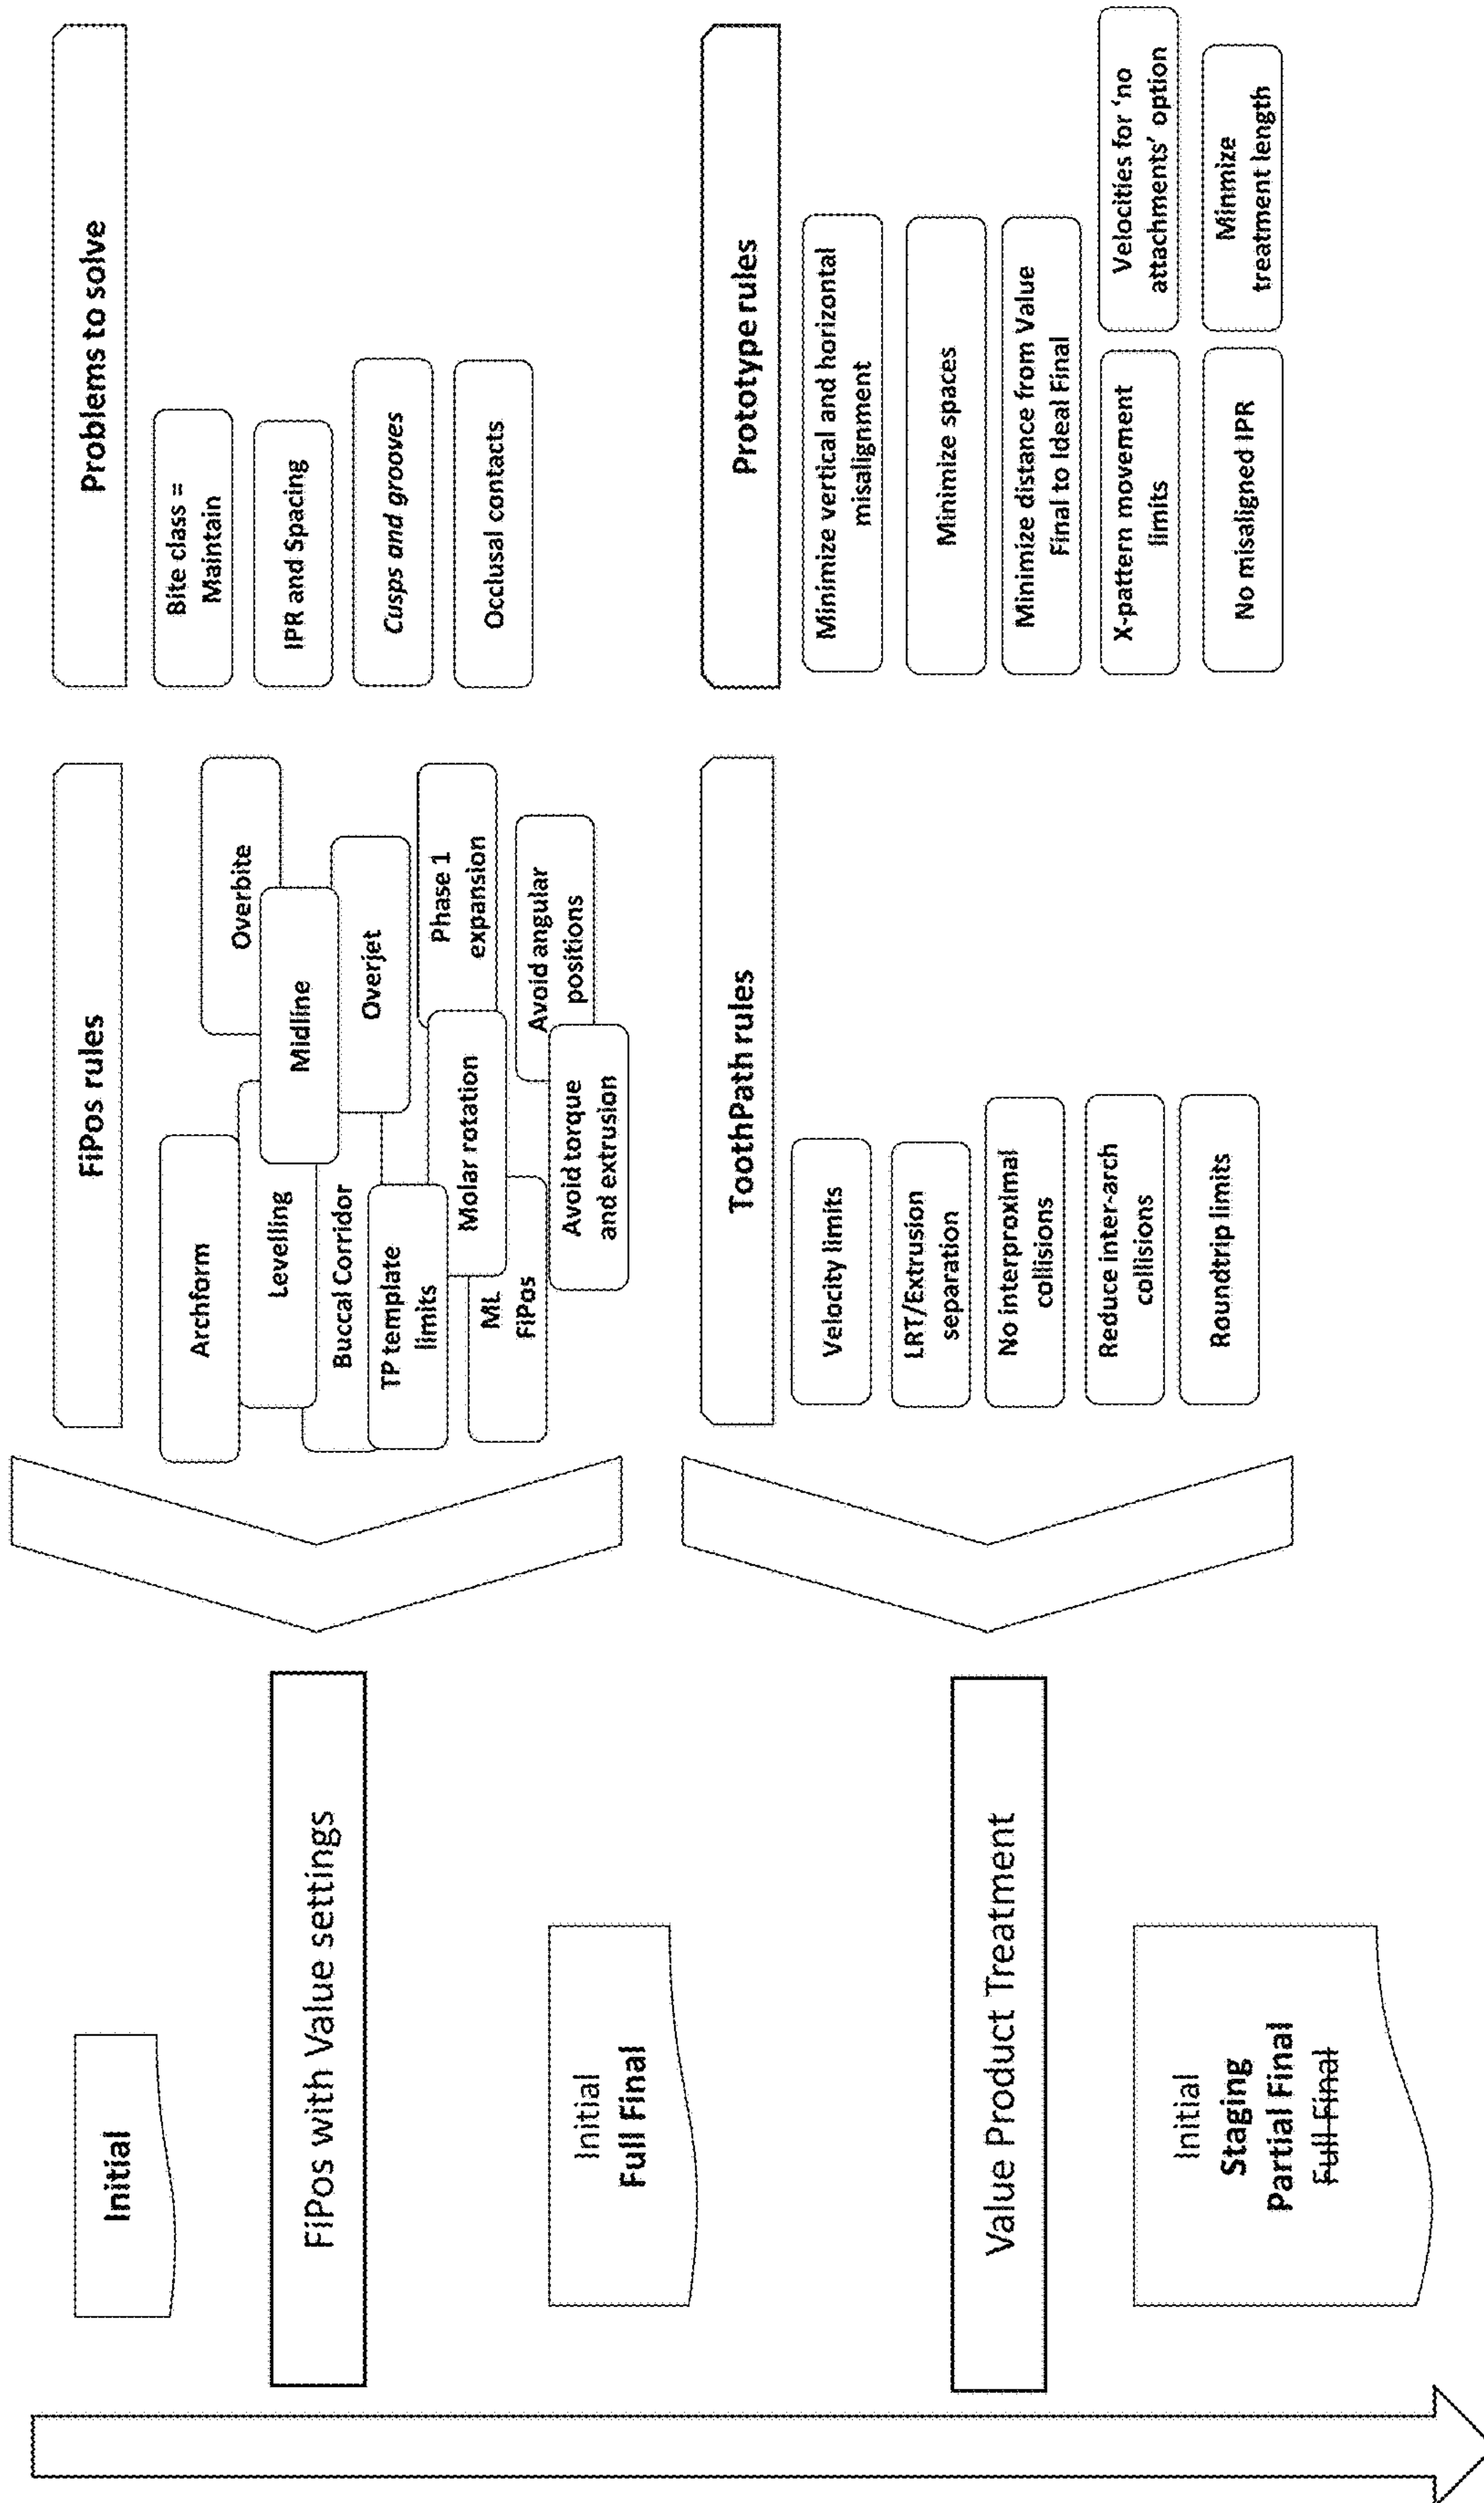 Initial
FiPos with Value settings
Initial
Full Final
Value Product Treatment
Initial
Staging
Partial Final
Full Final
FiPos rules
Archform
Levelling
Buccal Corridor
TP template
limits
ML
FiPos
Overbite
Midline
Overjet
Phase 1
expansion
Molar rotation
Avoid angular
positions
Avoid torque
and extrusion
Problems to solve
Bite class =
Maintain
IPR and Spacing
Cusps and grooves
Occlusal contacts
ToothPath rules
Velocity limits
LRT/Extrusion
separation
No interproximal
collisions
Reduce inter-arch
collisions
Roundtrip limits
Prototype rules
Minimize vertical and horizontal
misalignment
Minimize spaces
Minimize distance from Value
Final to Ideal Final
X-pattern movement
limits
Velocities for 'no
attachments' option
No misaligned IPR
Minmize
treatment length